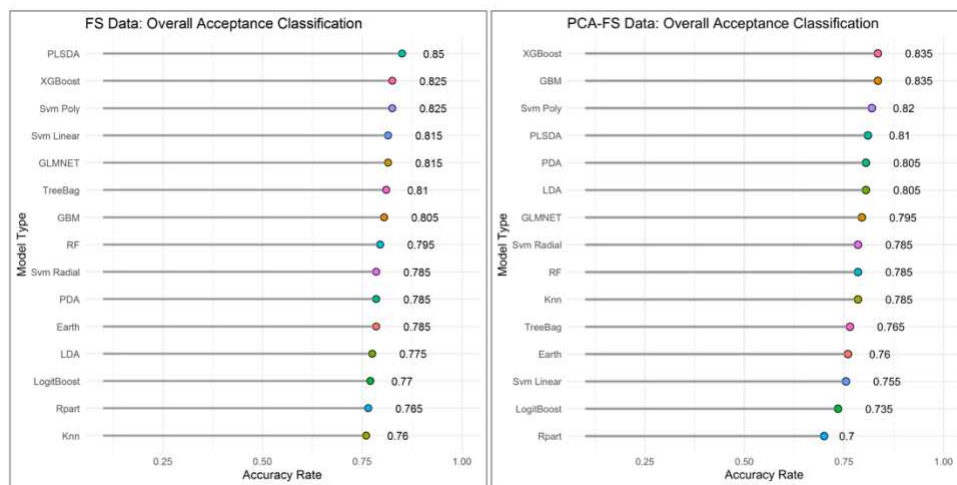 FS Data: Overall Acceptance Classification
Model Type
PLSDA 0.85
XGBoost 0.825
Svm Poly 0.825
Svm Linear 0.815
GLMNET 0.815
TreeBag 0.81
GBM 0.805
RF 0.795
Svm Radial 0.785
PDA 0.785
Earth 0.785
LDA 0.775
LogitBoost 0.77
Rpart 0.765
Knn 0.76
0.25 0.50 0.75 1.00
Accuracy Rate
PCA-FS Data: Overall Acceptance Classification
Model Type
XGBoost 0.835
GBM 0.835
Svm Poly 0.82
PLSDA 0.81
PDA 0.805
LDA 0.805
GLMNET 0.795
Svm Radial 0.785
RF 0.785
Knn 0.785
TreeBag 0.765
Earth 0.76
Svm Linear 0.755
LogitBoost 0.735
Rpart 0.7
0.25 0.50 0.75 1.00
Accuracy Rate